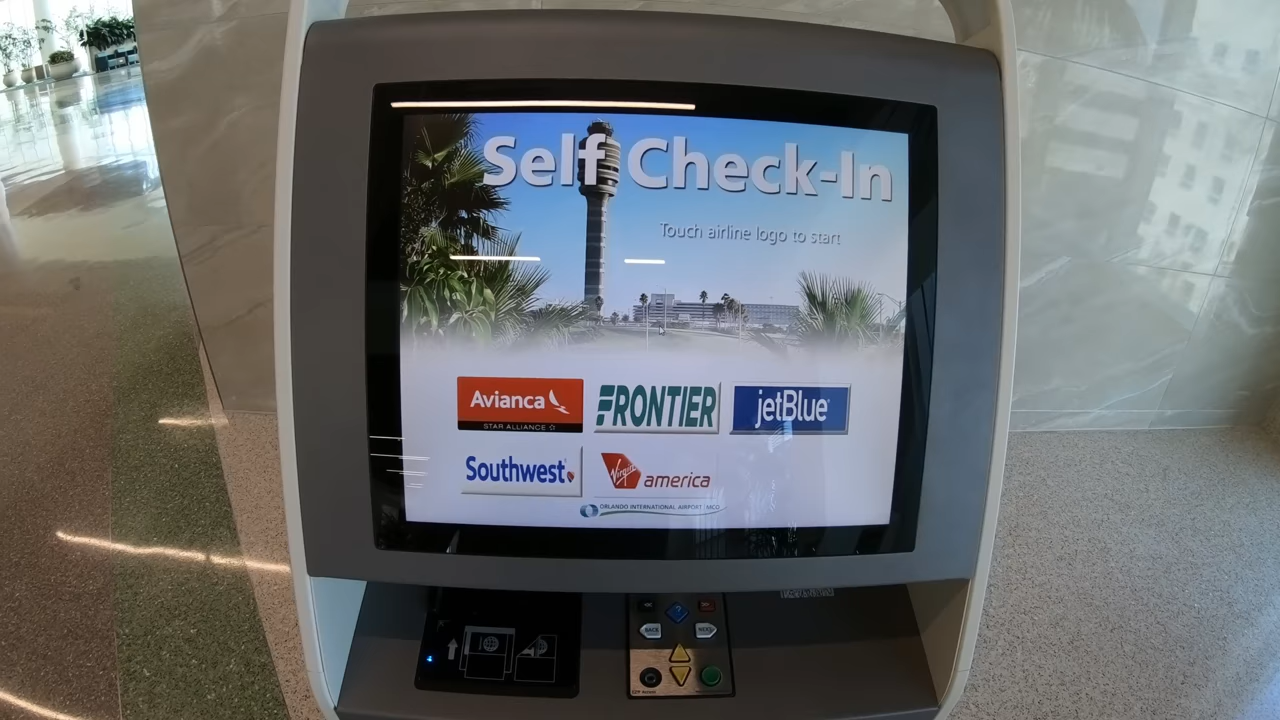 Self Check-In
Touch airline logo to start
Avianca
STAR ALLIANCE
FRONTIER
jetBlue
Southwest
Virgin america
ORLANDO INTERNATIONAL AIRPORT MCO
<<
?
>>
BACK
NEXT